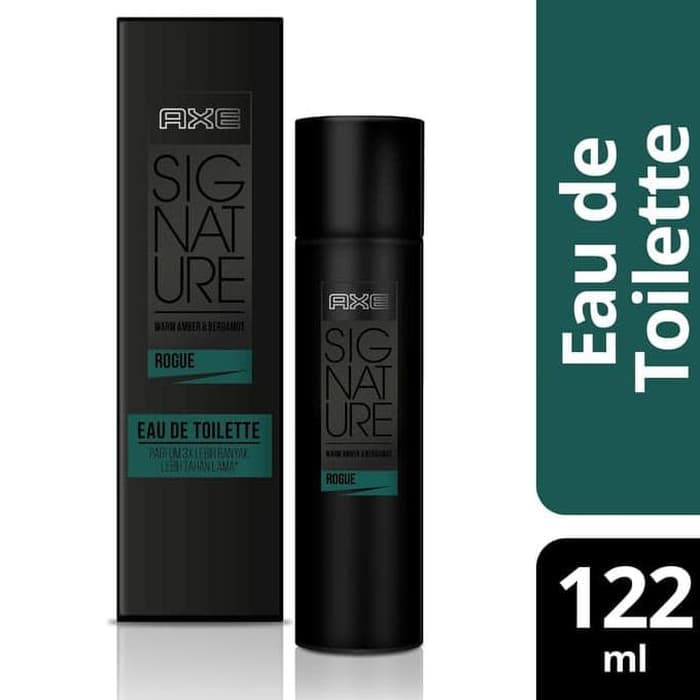 AXE
SIG
NAT
URE
WARM AMBER & BERGAMOT
ROGUE
EAU DE TOILETTE
PARFUM 3X LEBIH BANYAK
LEBIH TAHAN LAMA*
AXE
SIG
NAT
URE
WARM AMBER & BERGAMOT
ROGUE
Eau de
Toilette
122
ml